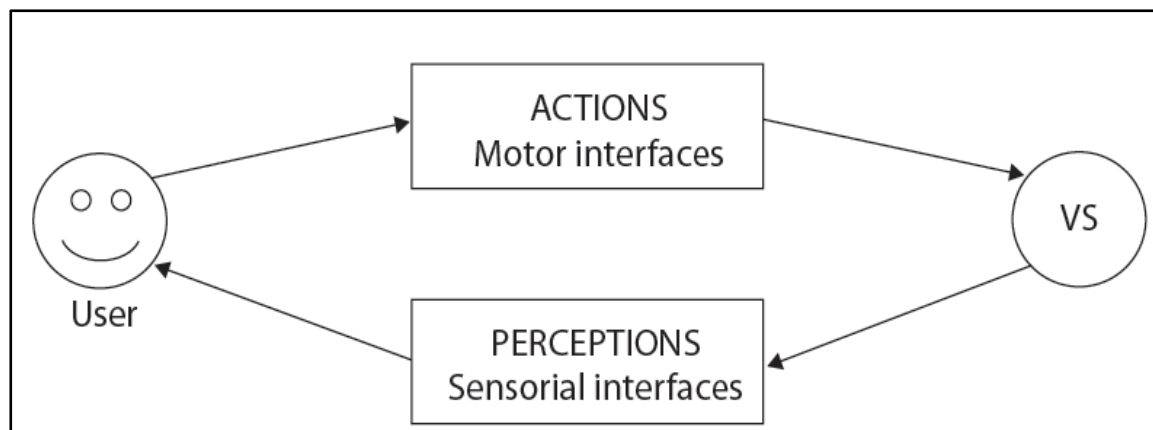 ACTIONS
Motor interfaces
VS
User
PERCEPTIONS
Sensorial interfaces